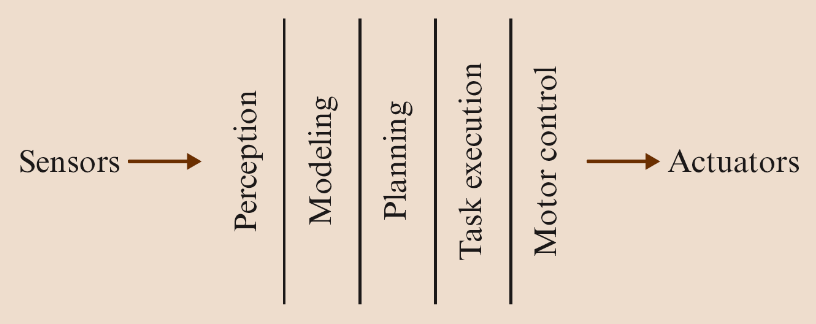 Sensors
Perception
Modeling
Planning
Task execution
Motor control
Actuators